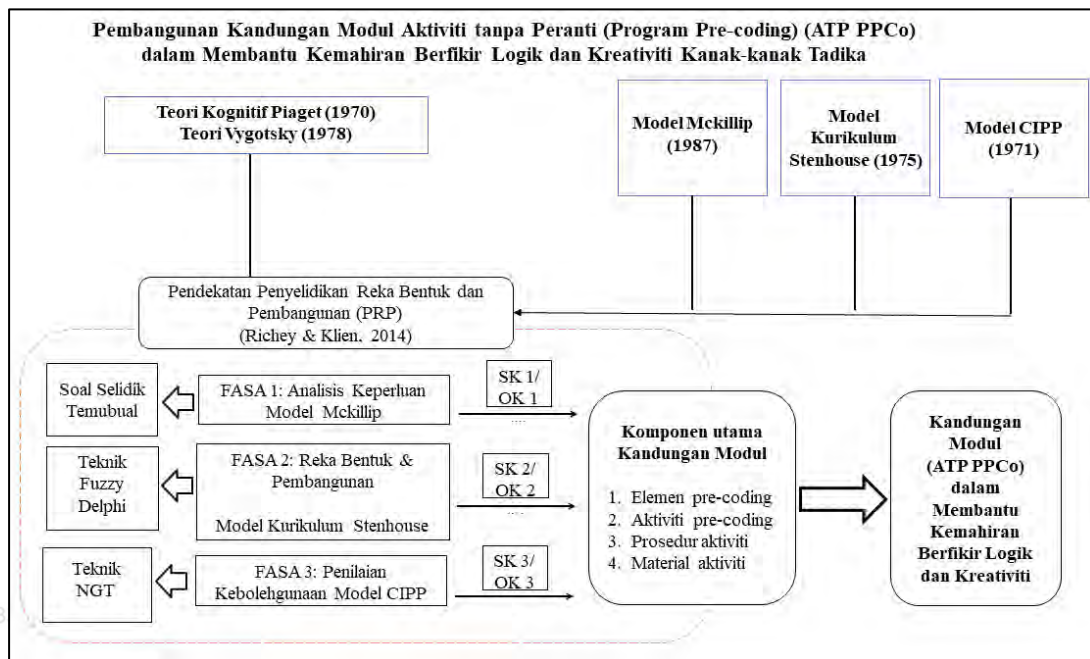 Pembangunan Kandungan Modul Aktiviti tanpa Peranti (Program Pre-coding) (ATP PPCo)
dalam Membantu Kemahiran Berfikir Logik dan Kreativiti Kanak-kanak Tadika
Teori Kognitif Piaget (1970)
Teori Vygotsky (1978)
Model Mckillip
(1987)
Model
Kurikulum
Stenhouse (1975)
Model CIPP
(1971)
Pendekatan Penyelidikan Reka Bentuk dan
Pembangunan (PRP)
(Richey & Klien, 2014)
Soal Selidik
Temubual
FASA 1: Analisis Keperluan
Model Mckillip
SK 1/
OK 1
....
Teknik
Fuzzy
Delphi
FASA 2: Reka Bentuk &
Pembangunan
Model Kurikulum Stenhouse
SK 2/
OK 2
....
Teknik
NGT
FASA 3: Penilaian
Kebolehgunaan Model CIPP
SK 3/
OK 3
Komponen utama
Kandungan Modul
1. Elemen pre-coding
2. Aktiviti pre-coding
3. Prosedur aktiviti
4. Material aktiviti
Kandungan
Modul
(ATP PPCo)
dalam
Membantu
Kemahiran
Berfikir Logik
dan Kreativiti